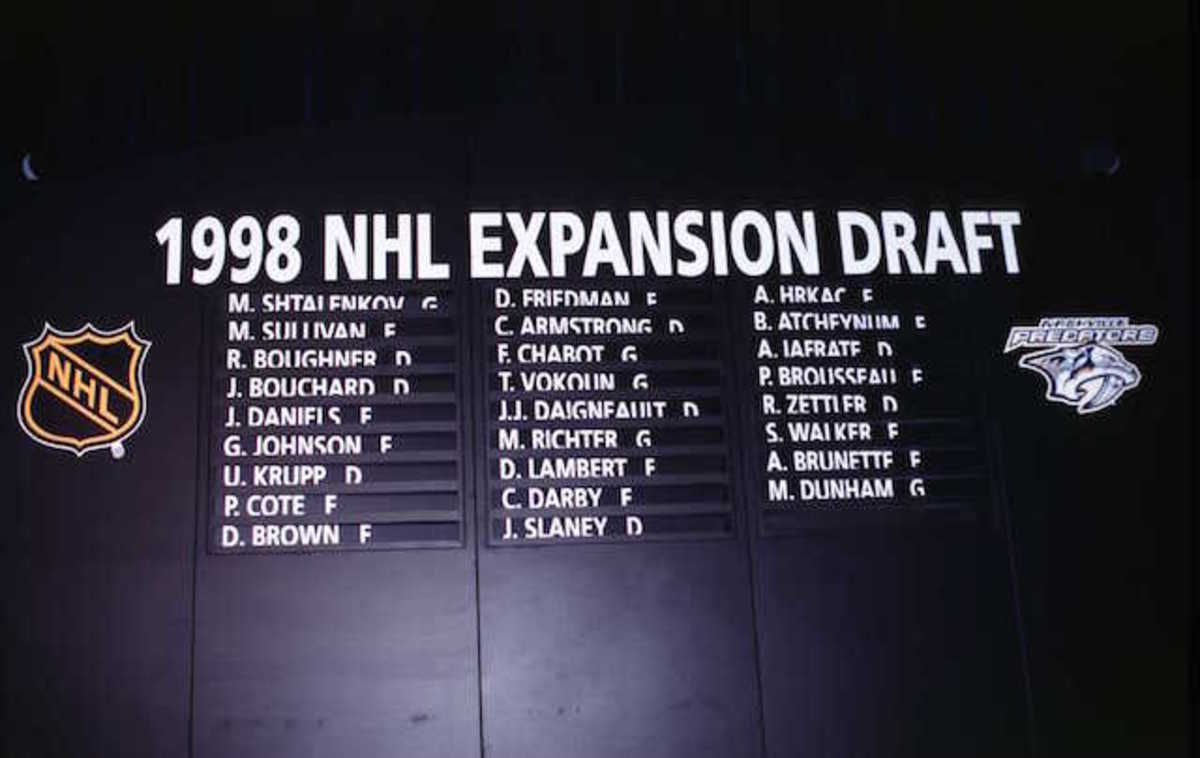 1998 NHL EXPANSION DRAFT
M. SHTALENKOV G
M. SULLIVAN F
R. BOUGHNER D
J. BOUCHARD D
J. DANIELS F
G. JOHNSON F
U. KRUPP D
P. COTE F
D. BROWN F
D. FRIEDMAN F
C. ARMSTRONG D
F. CHABOT G
T. VOKOUN G
J.J. DAIGNEAULT D
M. RICHTER G
D. LAMBERT F
C. DARBY F
J. SLANEY D
A. HRKAC F
B. ATCHEYNUM F
A. IAFRATE D
P. BROUSSEAU F
R. ZETTLER D
S. WALKER F
A. BRUNETTE F
M. DUNHAM G
NHL
NASHVILLE
PREDATORS